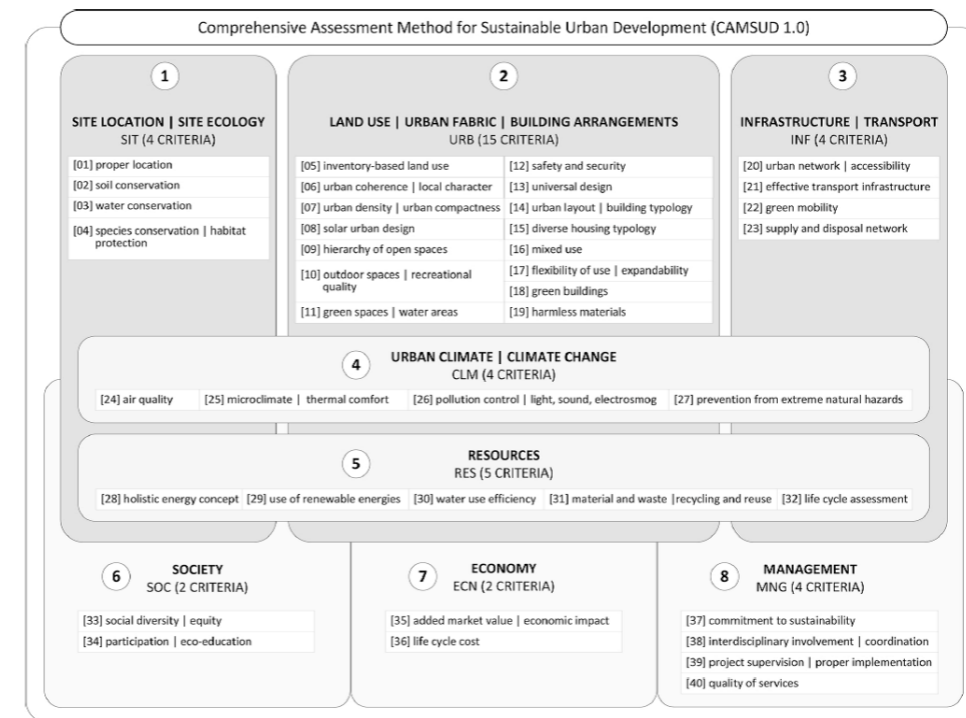 Comprehensive Assessment Method for Sustainable Urban Development (CAMSUD 1.0)
1
SITE LOCATION | SITE ECOLOGY
SIT (4 CRITERIA)
[01] proper location
[02] soil conservation
[03] water conservation
[04] species conservation | habitat
protection
2
LAND USE | URBAN FABRIC | BUILDING ARRANGEMENTS
URB (15 CRITERIA)
[05] inventory-based land use
[06] urban coherence | local character
[07] urban density | urban compactness
[08] solar urban design
[09] hierarchy of open spaces
[10] outdoor spaces | recreational
quality
[11] green spaces | water areas
[12] safety and security
[13] universal design
[14] urban layout | building typology
[15] diverse housing typology
[16] mixed use
[17] flexibility of use | expandability
[18] green buildings
[19] harmless materials
3
INFRASTRUCTURE | TRANSPORT
INF (4 CRITERIA)
[20] urban network | accessibility
[21] effective transport infrastructure
[22] green mobility
[23] supply and disposal network
4
URBAN CLIMATE | CLIMATE CHANGE
CLM (4 CRITERIA)
[24] air quality
[25] microclimate | thermal comfort
[26] pollution control | light, sound, electrosmog
[27] prevention from extreme natural hazards
5
RESOURCES
RES (5 CRITERIA)
[28] holistic energy concept
[29] use of renewable energies
[30] water use efficiency
[31] material and waste |recycling and reuse
[32] life cycle assessment
6
SOCIETY
SOC (2 CRITERIA)
[33] social diversity | equity
[34] participation | eco-education
7
ECONOMY
ECN (2 CRITERIA)
[35] added market value | economic impact
[36] life cycle cost
8
MANAGEMENT
MNG (4 CRITERIA)
[37] commitment to sustainability
[38] interdisciplinary involvement | coordination
[39] project supervision | proper implementation
[40] quality of services